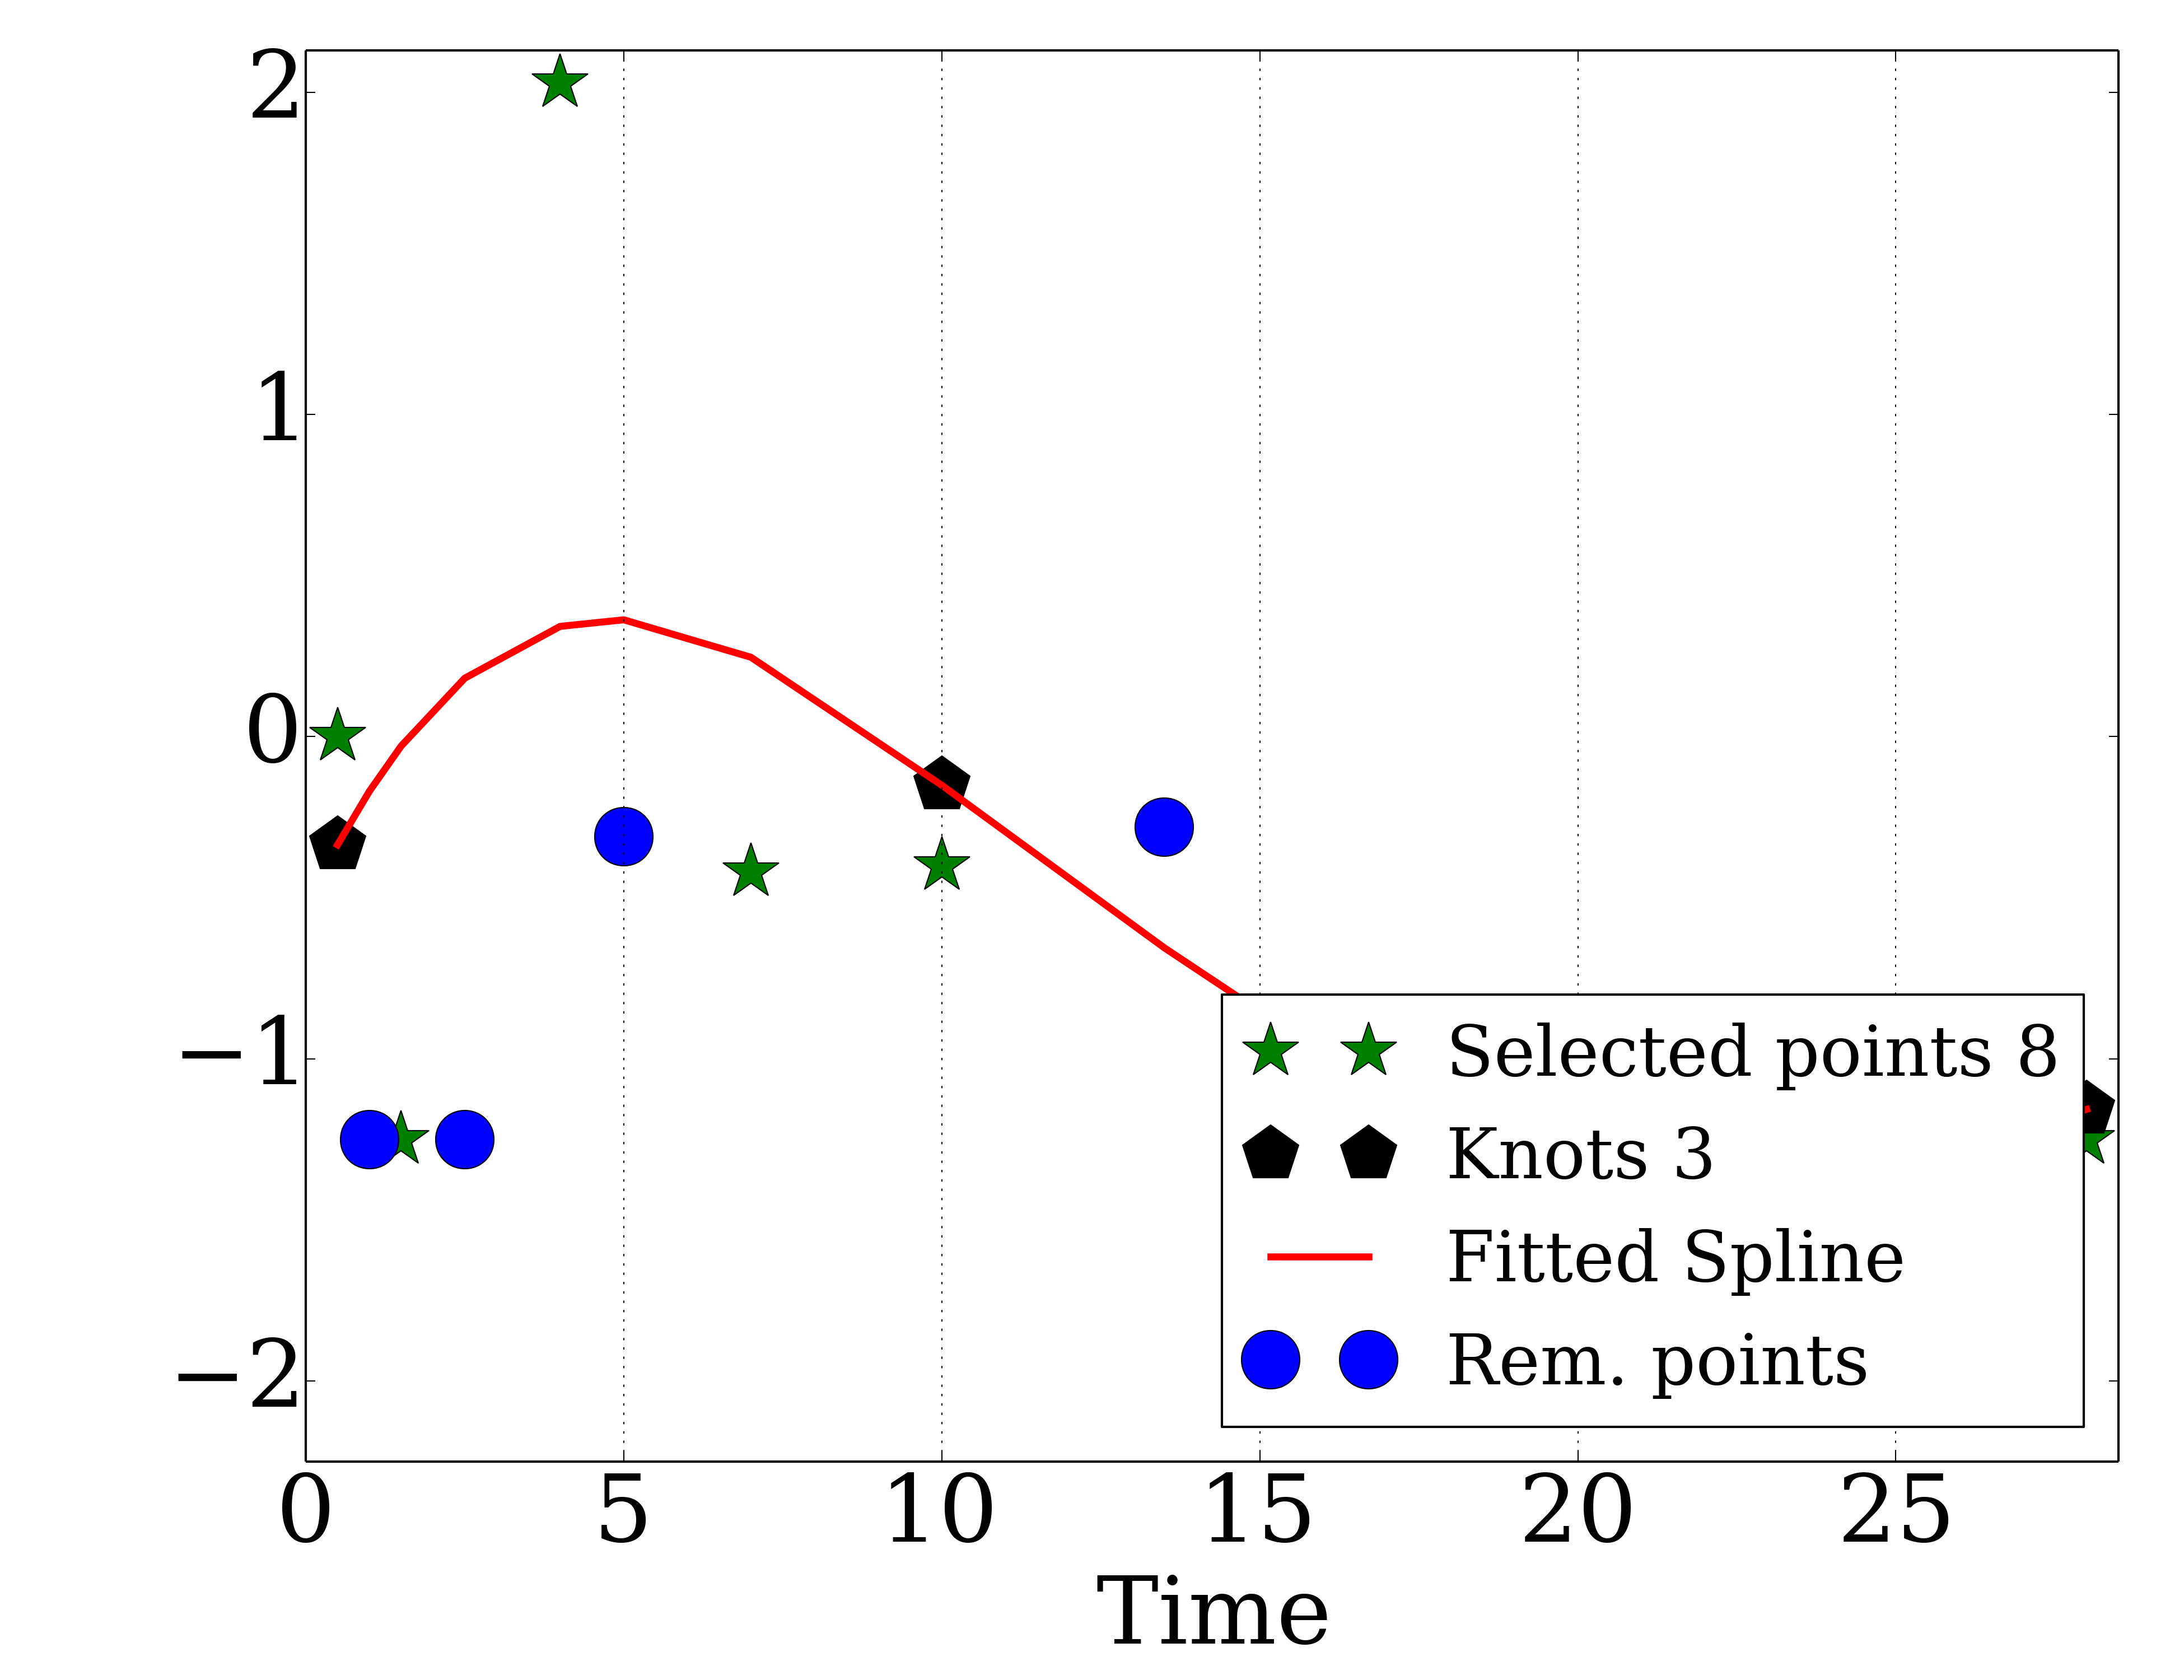 2
1
0
−1
−2
Selected points 8
Knots 3
Fitted Spline
Rem. points
0 5 10 15 20 25
Time